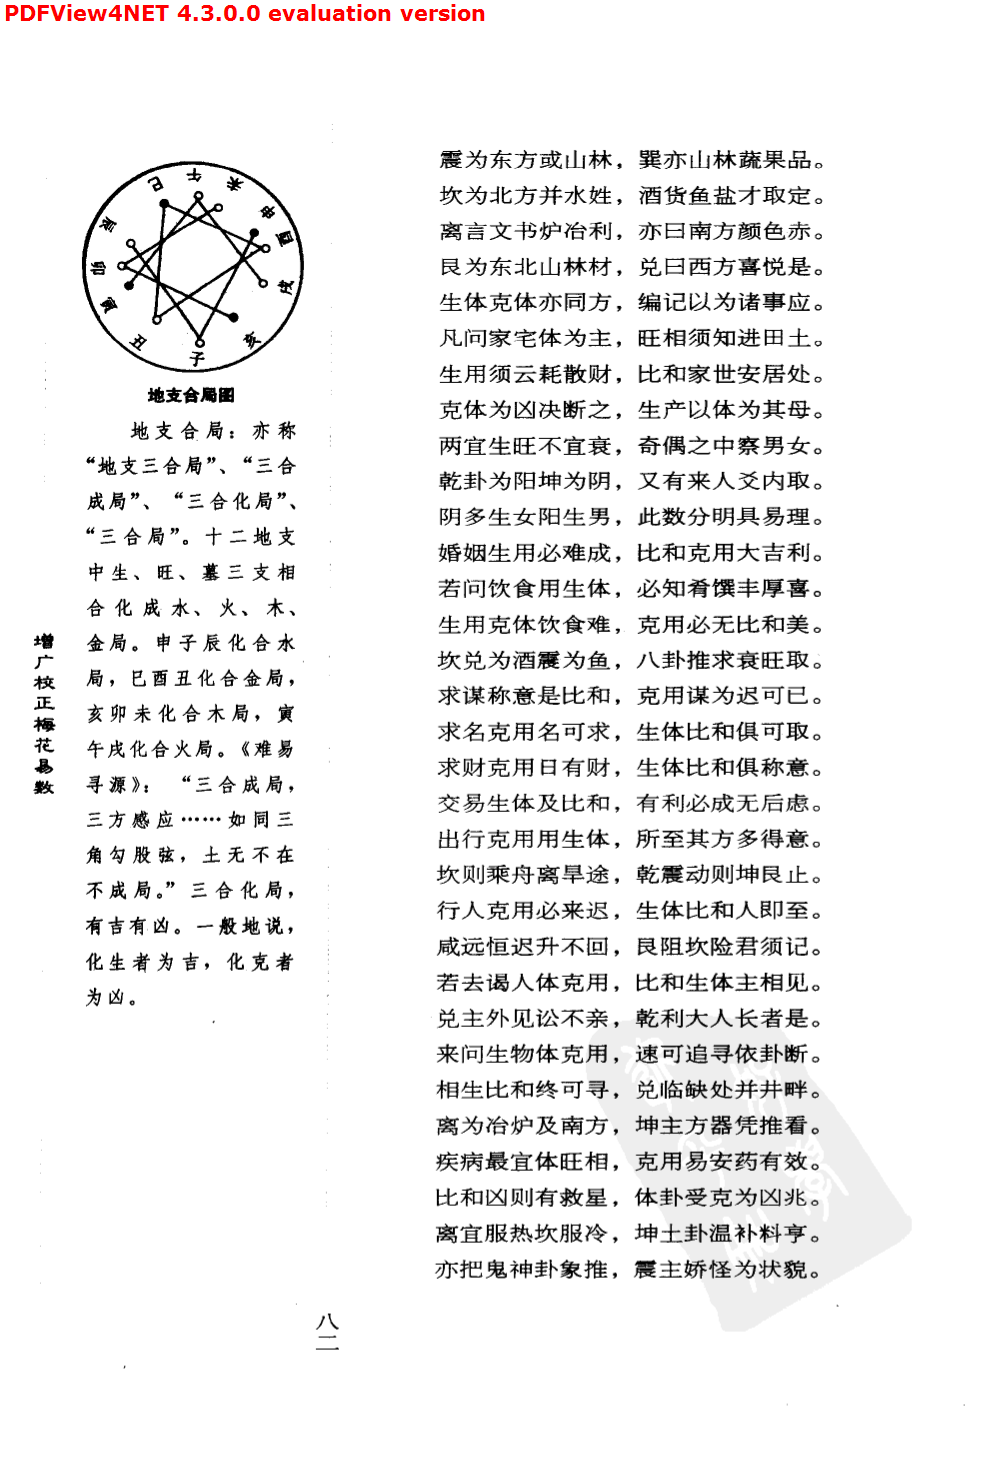 PDFView4NET 4.3.0.0 evaluation version
午
未
申
酉
戌
亥
子
丑
寅
卯
辰
巳
地支合局图
地支合局：亦称
“地支三合局”、“三合
成局”、“三合化局”、
“三合局”。十二地支
中生、旺、墓三支相
合化成水、火、木、
金局。申子辰化合水
局，巳酉丑化合金局，
亥卯未化合木局，寅
午戌化合火局。《难易
寻源》：“三合成局，
三方感应……如同三
角勾股弦，土无不在
不成局。”三合化局，
有吉有凶。一般地说，
化生者为吉，化克者
为凶。
增广校正梅花易数
震为东方或山林，巽亦山林蔬果品。
坎为北方并水姓，酒货鱼盐才取定。
离言文书炉冶利，亦曰南方颜色赤。
艮为东北山林材，兑曰西方喜悦是。
生体克体亦同方，编记以为诸事应。
凡问家宅体为主，旺相须知进田土。
生用须云耗散财，比和家世安居处。
克体为凶决断之，生产以体为其母。
两宜生旺不宜衰，奇偶之中察男女。
乾卦为阳坤为阴，又有来人爻内取。
阴多生女阳生男，此数分明具易理。
婚姻生用必难成，比和克用大吉利。
若问饮食用生体，必知肴馔丰厚喜。
生用克体饮食难，克用必无比和美。
坎兑为酒震为鱼，八卦推求衰旺取。
求谋称意是比和，克用谋为迟可已。
求名克用名可求，生体比和俱可取。
求财克用日有财，生体比和俱称意。
交易生体及比和，有利必成无后虑。
出行克用用生体，所至其方多得意。
坎则乘舟离旱途，乾震动则坤艮止。
行人克用必来迟，生体比和人即至。
咸远恒迟升不回，艮阻坎险君须记。
若去谒人体克用，比和生体主相见。
兑主外见讼不亲，乾利大人长者是。
来问生物体克用，速可追寻依卦断。
相生比和终可寻，兑临缺处并井畔。
离为冶炉及南方，坤主方器凭推看。
疾病最宜体旺相，克用易安药有效。
比和凶则有救星，体卦受克为凶兆。
离宜服热坎服冷，坤土卦温补料亨。
亦把鬼神卦象推，震主娇怪为状貌。
八二